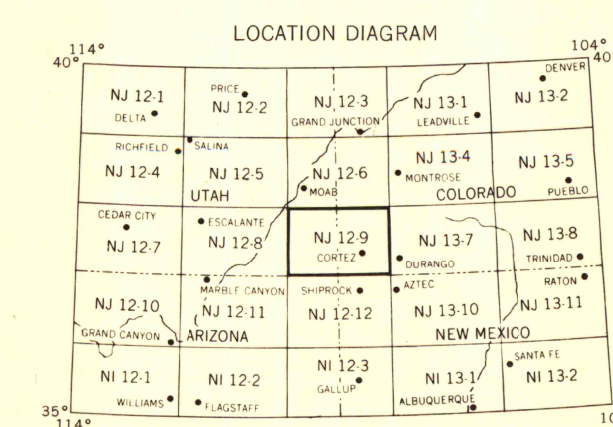 LOCATION DIAGRAM
114° 104°
40° 40
DENVER
NJ 12-1 PRICE NJ 12-2 NJ 12-3 NJ 13-1 NJ 13-2
DELTA GRAND JUNCTION LEADVILLE
RICHFIELD SALINA
NJ 12-4 NJ 12-5 NJ 12-6 NJ 13-4 NJ 13-5
MOAB MONTROSE PUEBLO
UTAH COLORADO
CEDAR CITY ESCALANTE
NJ 12-7 NJ 12-8 NJ 12-9 NJ 13-7 NJ 13-8
CORTEZ DURANGO TRINIDAD
MARBLE CANYON SHIPROCK AZTEC RATON
NJ 12-10 NJ 12-11 NJ 12-12 NJ 13-10 NJ 13-11
GRAND CANYON ARIZONA NEW MEXICO
SANTA FE
NI 12-1 NI 12-2 NI 12-3 NI 13-1 NI 13-2
GALLUP
WILLIAMS FLAGSTAFF ALBUQUERQUE
35°
114° 10